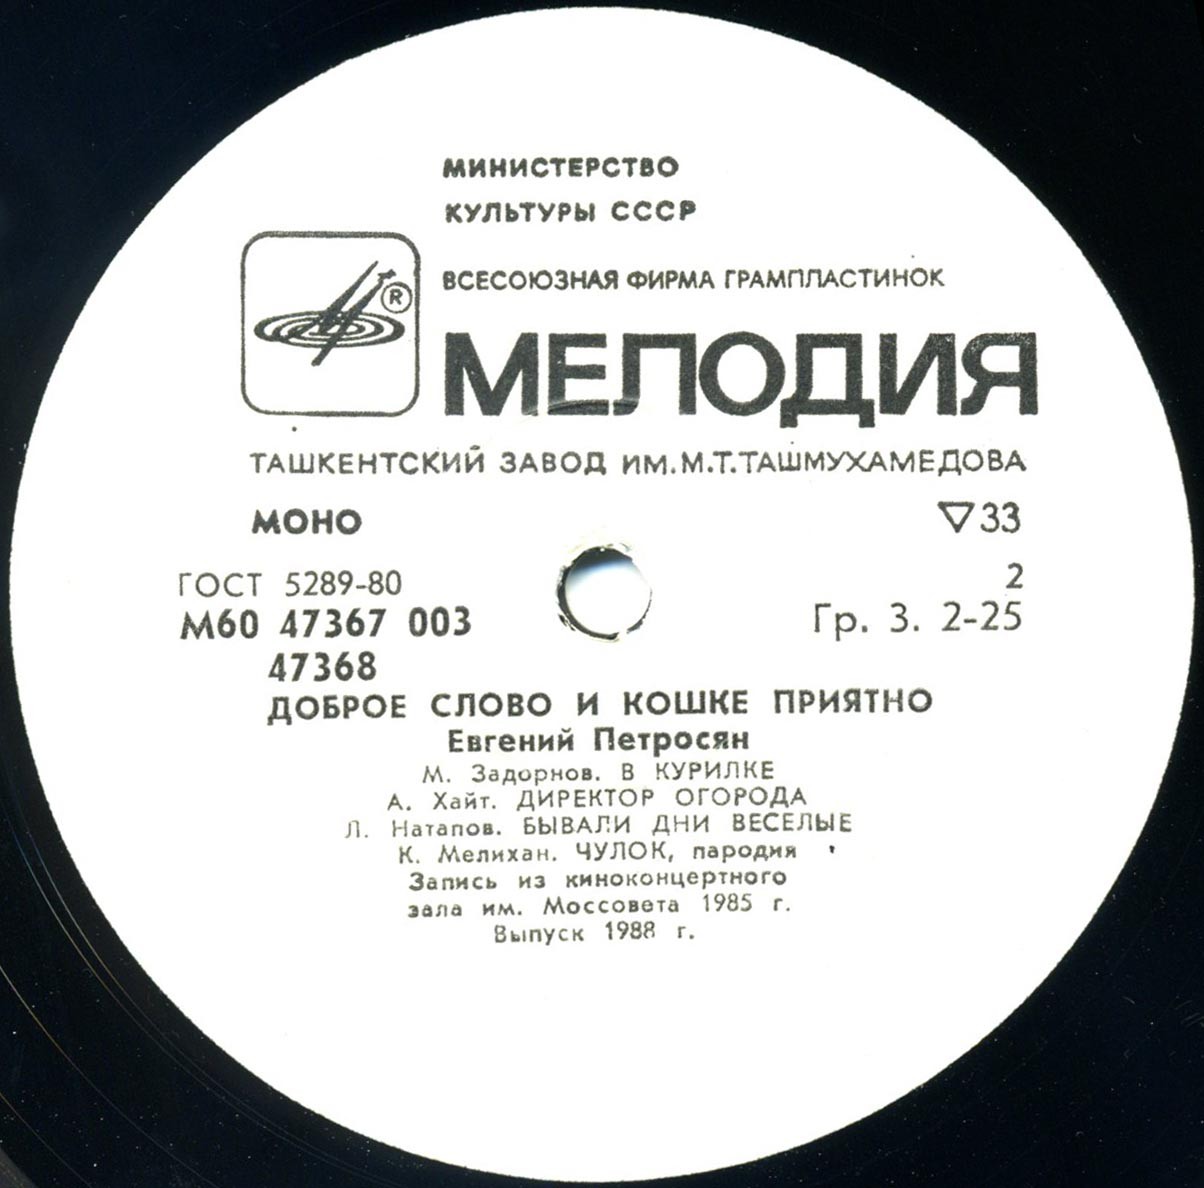 МИНИСТЕРСТВО
КУЛЬТУРЫ СССР
ВСЕСОЮЗНАЯ ФИРМА ГРАМПЛАСТИНОК
®
МЕЛОДИЯ
ТАШКЕНТСКИЙ ЗАВОД ИМ.М.Т.ТАШМУХАМЕДОВА
МОНО ▽33
ГОСТ 5289-80 2
М60 47367 003 Гр. 3. 2-25
47368
ДОБРОЕ СЛОВО И КОШКЕ ПРИЯТНО
Евгений Петросян
М. Задорнов. В КУРИЛКЕ
А. Хайт. ДИРЕКТОР ОГОРОДА
Л. Натапов. БЫВАЛИ ДНИ ВЕСЕЛЫЕ
К. Мелихан. ЧУЛОК, пародия
Запись из киноконцертного
зала им. Моссовета 1985 г.
Выпуск 1988 г.